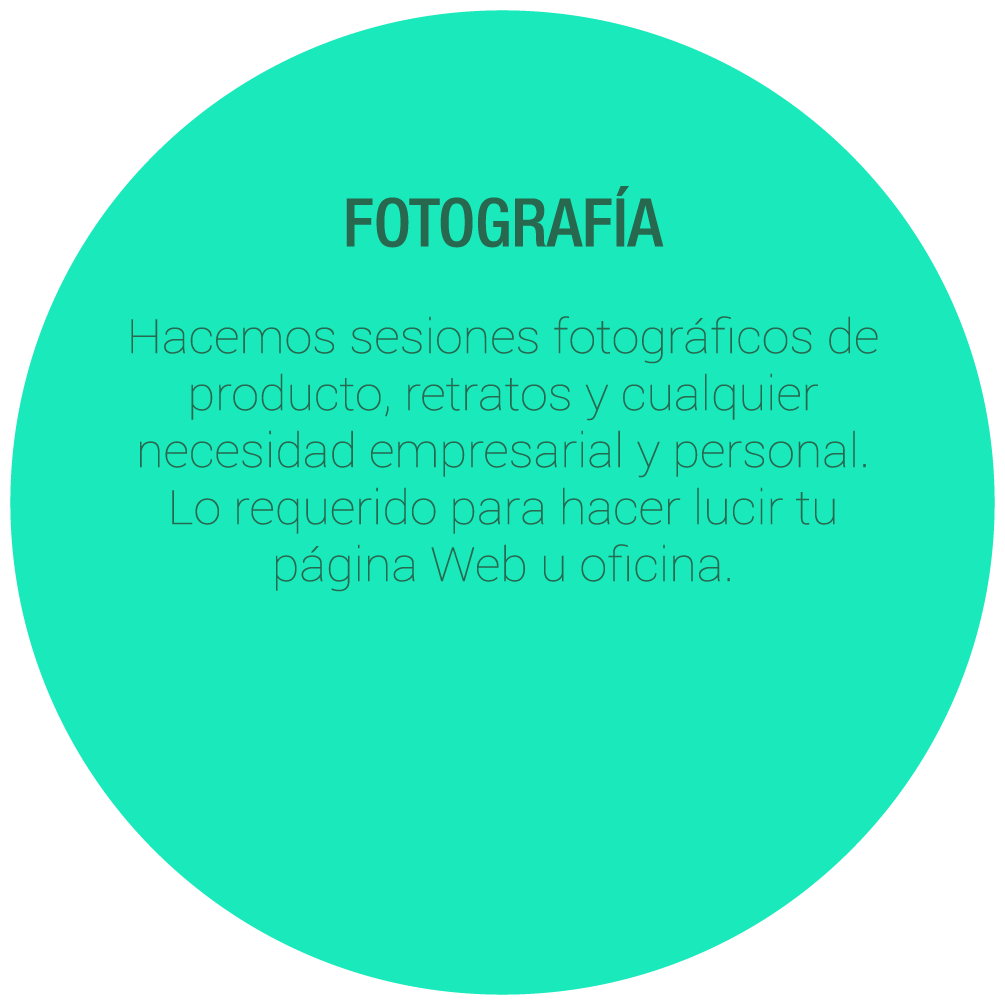 FOTOGRAFÍA
Hacemos sesiones fotográficos de
producto, retratos y cualquier
necesidad empresarial y personal.
Lo requerido para hacer lucir tu
página Web u oficina.